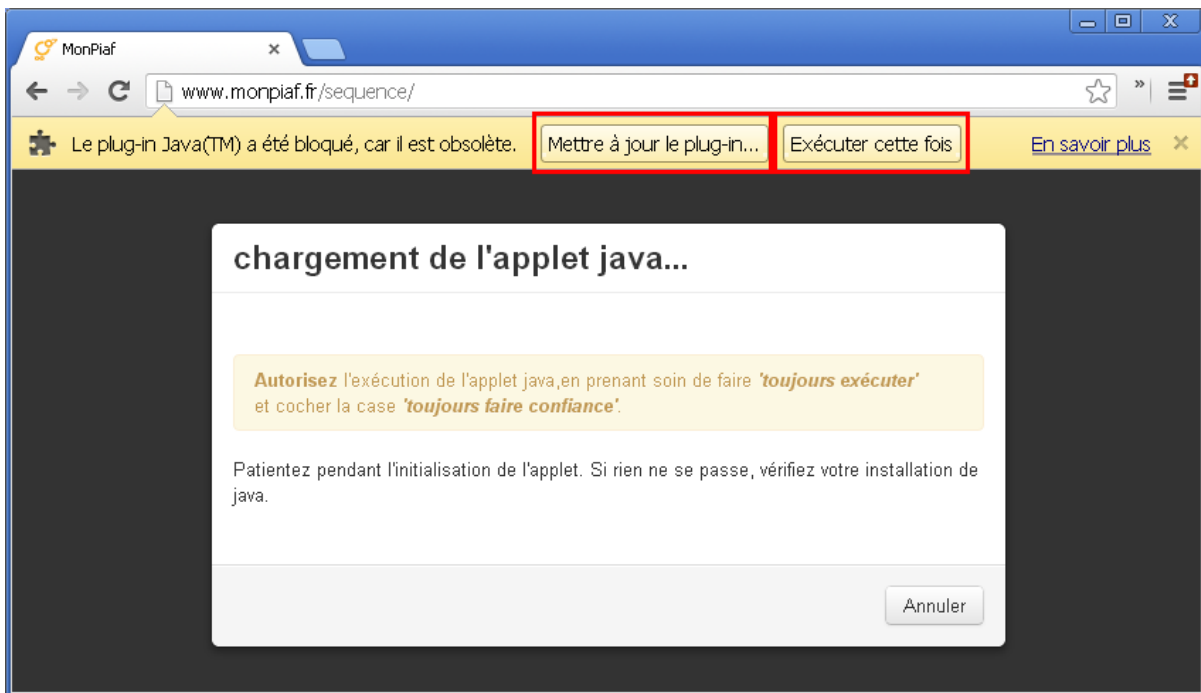 MonPiaf
www.monpiaf.fr/sequence/
Le plug-in Java(TM) a été bloqué, car il est obsolète. Mettre à jour le plug-in... Exécuter cette fois En savoir plus
chargement de l'applet java...
Autorisez l'exécution de l'applet java,en prenant soin de faire 'toujours exécuter'
et cocher la case 'toujours faire confiance'.
Patientez pendant l'initialisation de l'applet. Si rien ne se passe, vérifiez votre installation de
java.
Annuler